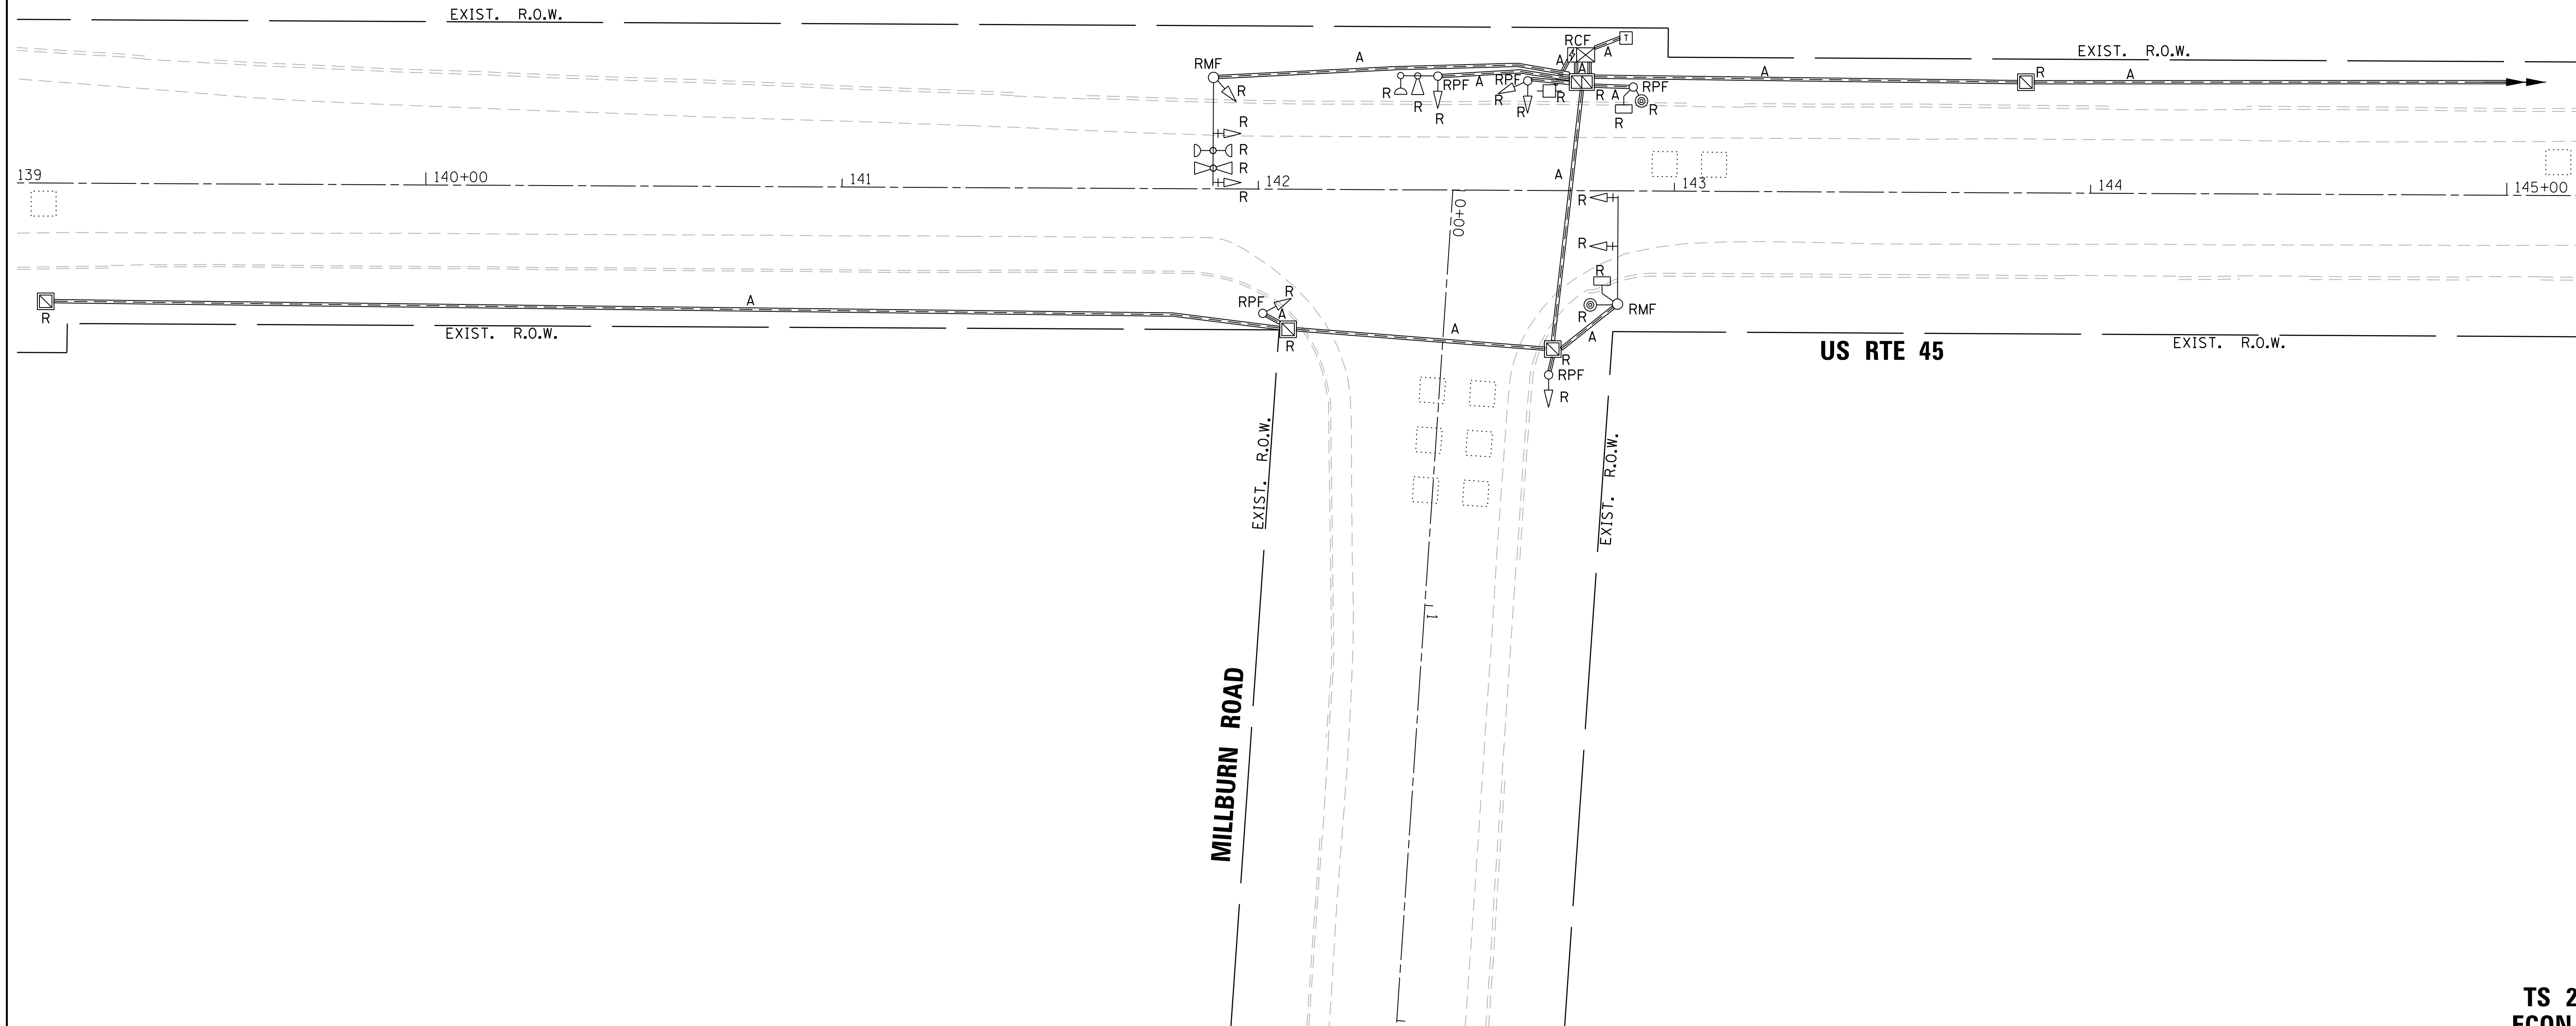 EXIST. R.O.W.
EXIST. R.O.W.
RCF
T
A
A
A
A
RMF
A
A
R
A
R
R
RPF
A
RPF
R
R
R
R
R
R
R
A
RPF
R
R
R
R
R
R
A
139
140+00
141
142
143
144
145+00
R
0+00
R
R
R
RMF
R
A
R
RPF
R
A
R
A
R
A
R
RPF
R
EXIST. R.O.W.
US RTE 45
EXIST. R.O.W.
EXIST. R.O.W.
EXIST. R.O.W.
1
MILLBURN ROAD
TS 2